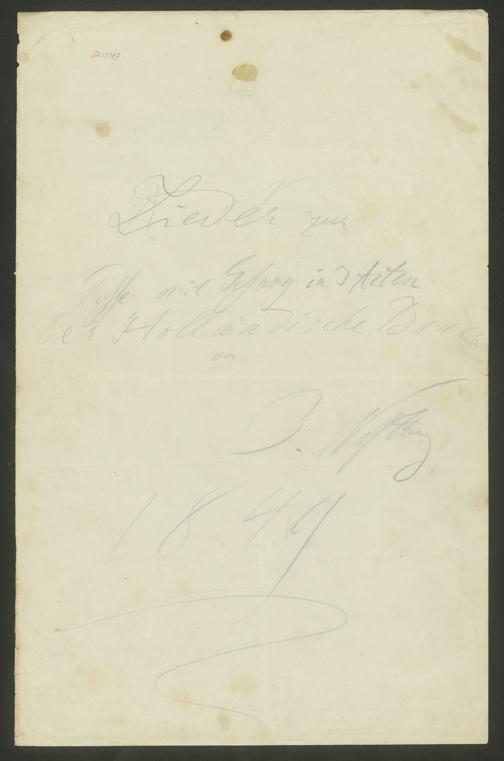 Lieder zur
Posse mit Gesang in 3 Akten
Der Holländische Bauer
von
J.
1849